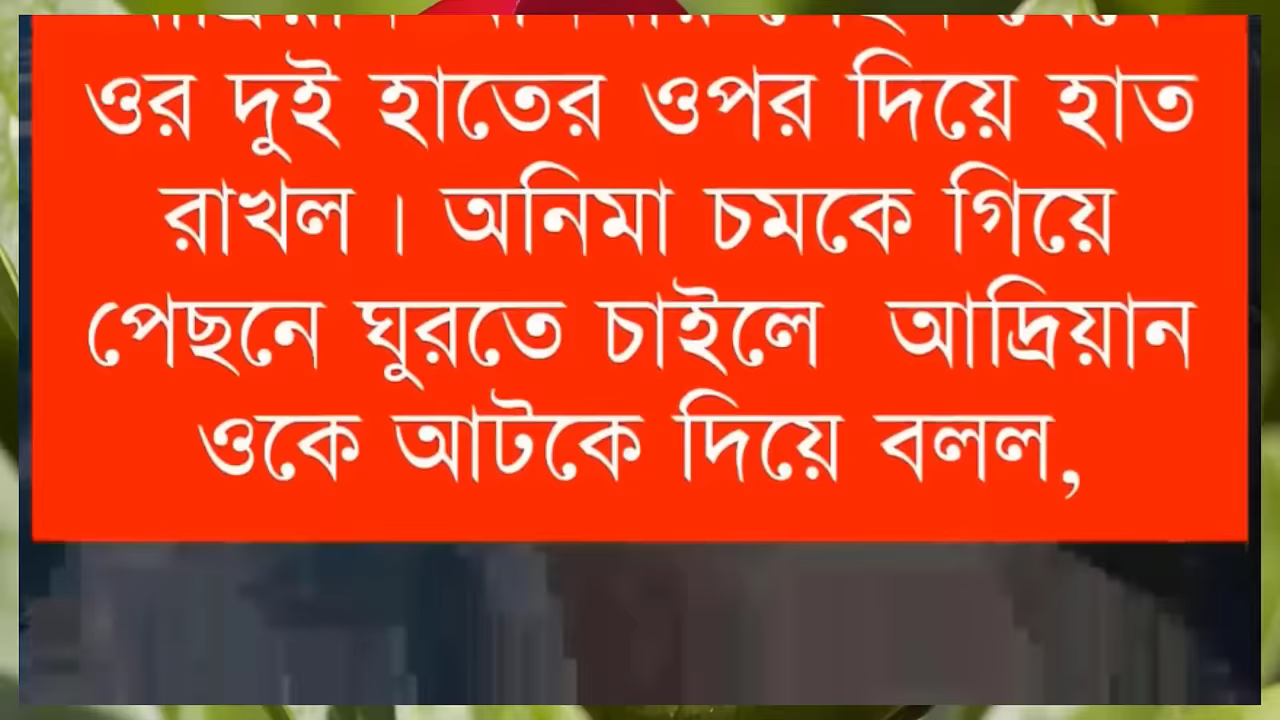 ওর দুই হাতের ওপর দিয়ে হাত
রাখল । অনিমা চমকে গিয়ে
পেছনে ঘুরতে চাইলে আদ্রিয়ান
ওকে আটকে দিয়ে বলল,